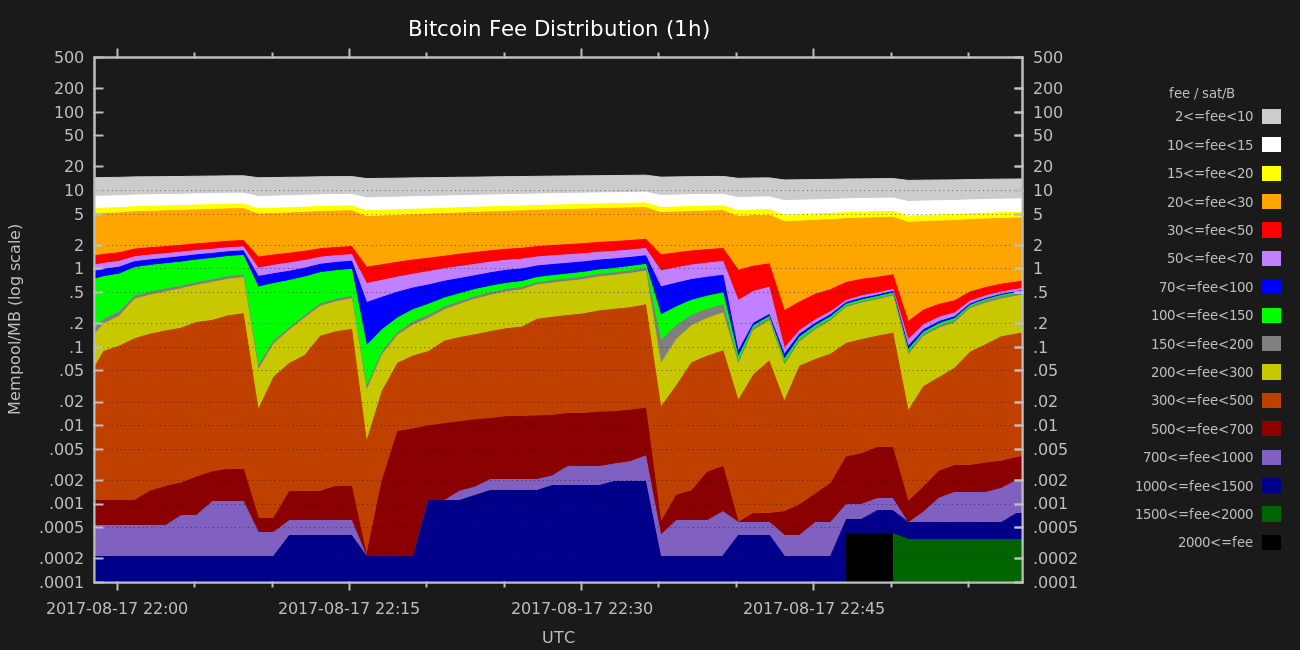 Bitcoin Fee Distribution (1h)
Mempool/MB (log scale)
500
200
100
50
20
10
5
2
1
.5
.2
.1
.05
.02
.01
.005
.002
.001
.0005
.0002
.0001
500
200
100
50
20
10
5
2
1
.5
.2
.1
.05
.02
.01
.005
.002
.001
.0005
.0002
.0001
2017-08-17 22:00
2017-08-17 22:15
2017-08-17 22:30
2017-08-17 22:45
UTC
fee / sat/B
2<=fee<10
10<=fee<15
15<=fee<20
20<=fee<30
30<=fee<50
50<=fee<70
70<=fee<100
100<=fee<150
150<=fee<200
200<=fee<300
300<=fee<500
500<=fee<700
700<=fee<1000
1000<=fee<1500
1500<=fee<2000
2000<=fee